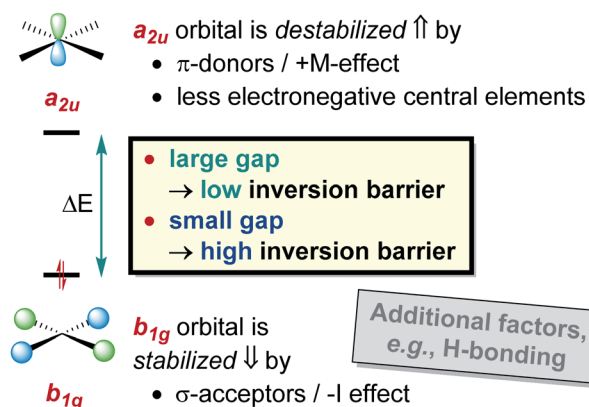 a2u orbital is destabilized ⇑ by
• π-donors / +M-effect
• less electronegative central elements
a2u
ΔE
• large gap
→ low inversion barrier
• small gap
→ high inversion barrier
Additional factors,
e.g., H-bonding
b1g orbital is
stabilized ⇓ by
• σ-acceptors / -I effect
b1g